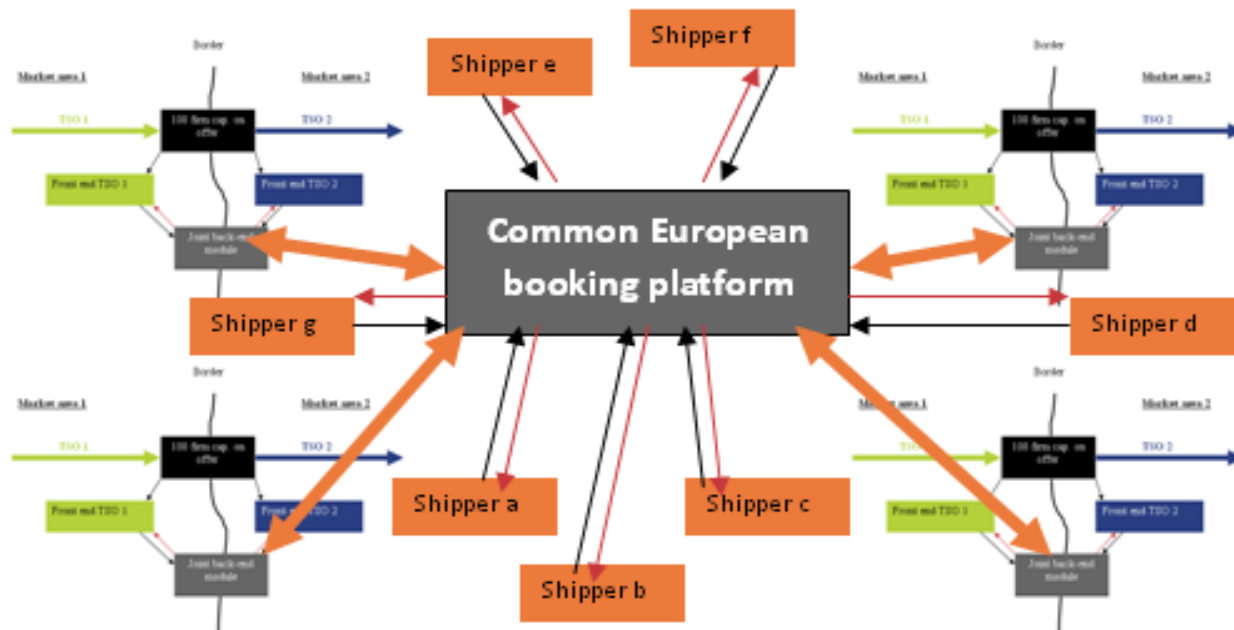 Border
Market area 1
Market area 2
TSO 1
100 firm cap. on
offer
TSO 2
Front end TSO 1
Front end TSO 2
Joint back-end
module
Shipper e
Shipper f
Border
Market area 1
Market area 2
TSO 1
100 firm cap. on
offer
TSO 2
Front end TSO 1
Front end TSO 2
Joint back-end
module
Common European
booking platform
Shipper g
Shipper d
Border
Market area 1
Market area 2
TSO 1
100 firm cap. on
offer
TSO 2
Front end TSO 1
Front end TSO 2
Joint back-end
module
Shipper a
Shipper b
Shipper c
Border
Market area 1
Market area 2
TSO 1
100 firm cap. on
offer
TSO 2
Front end TSO 1
Front end TSO 2
Joint back-end
module